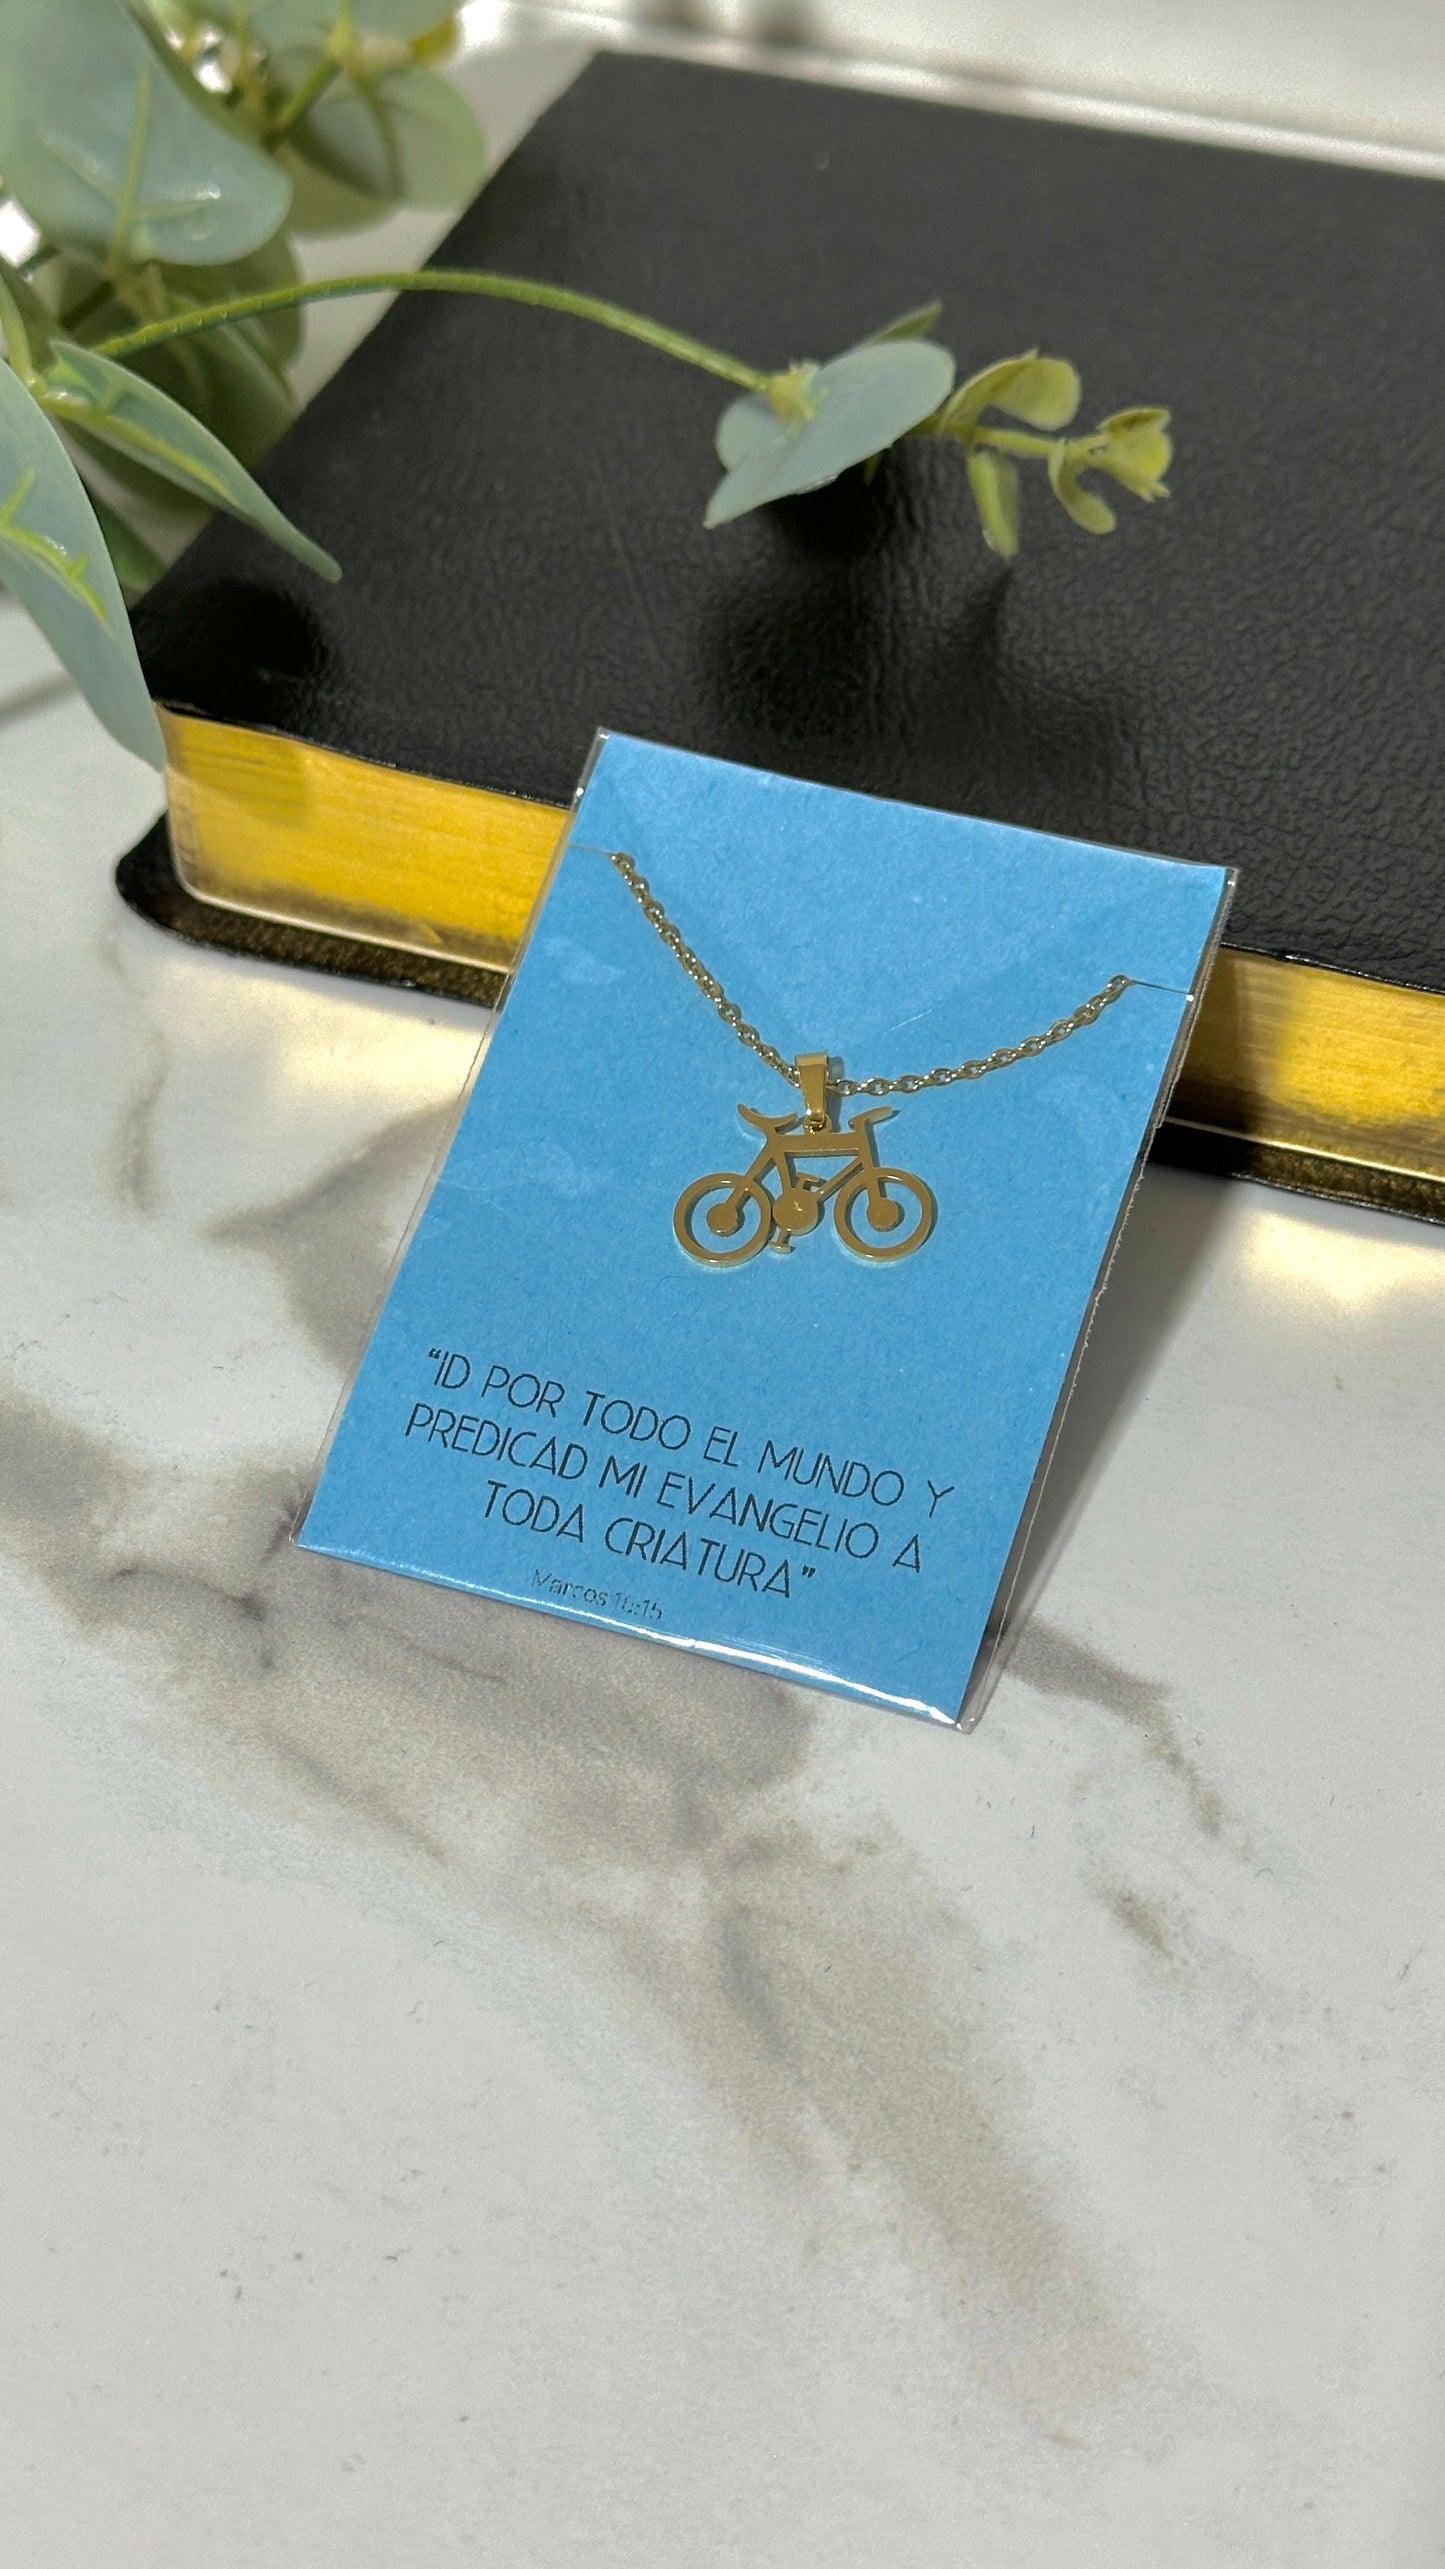 “ID POR TODO EL MUNDO Y
PREDICAD MI EVANGELIO A
TODA CRIATURA”
Marcos 16:15